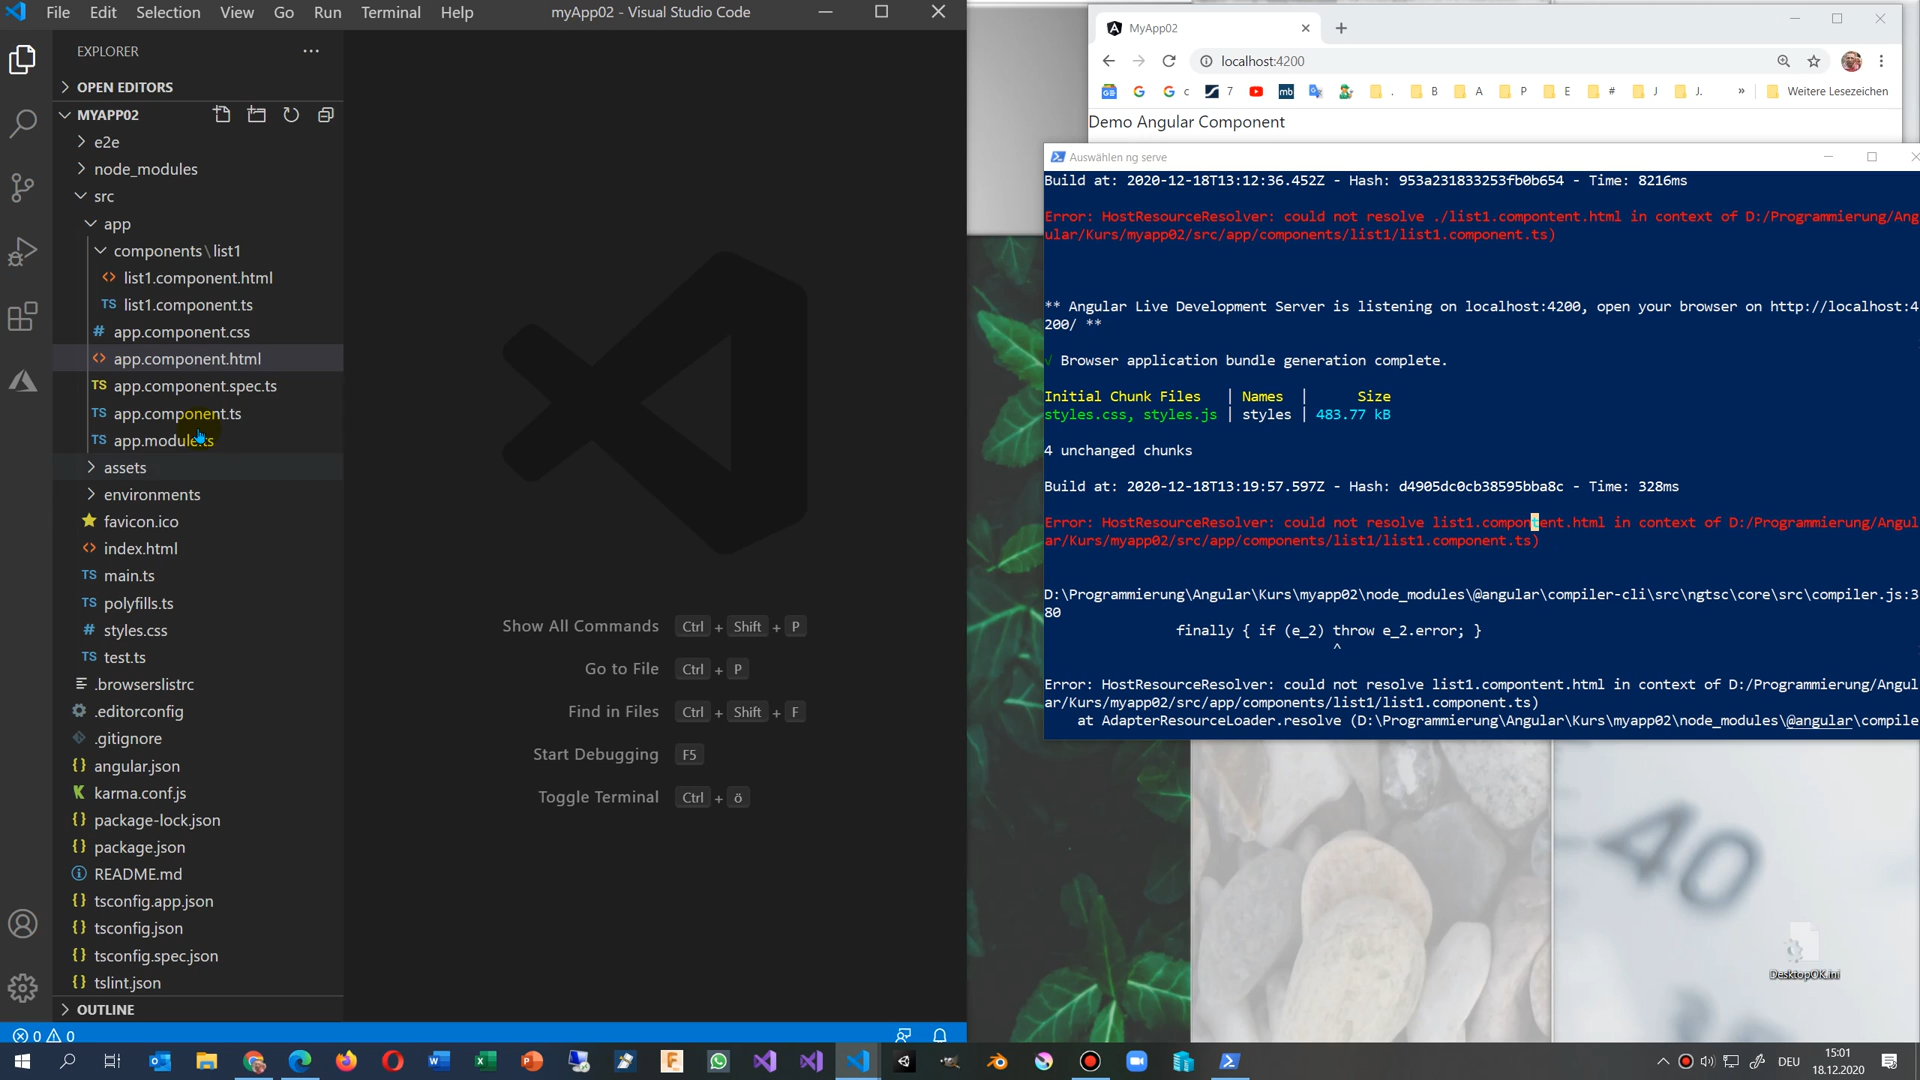 File Edit Selection View Go Run Terminal Help myApp02 - Visual Studio Code
EXPLORER
OPEN EDITORS
MYAPP02
e2e
node_modules
src
app
components\list1
list1.component.html
list1.component.ts
app.component.css
app.component.html
app.component.spec.ts
app.component.ts
app.module.ts
assets
environments
favicon.ico
index.html
main.ts
polyfills.ts
styles.css
test.ts
.browserslistrc
.editorconfig
.gitignore
angular.json
karma.conf.js
package-lock.json
package.json
README.md
tsconfig.app.json
tsconfig.json
tsconfig.spec.json
tslint.json
OUTLINE
0 0
Show All Commands Ctrl + Shift + P
Go to File Ctrl + P
Find in Files Ctrl + Shift + F
Start Debugging F5
Toggle Terminal Ctrl + ö
MyApp02
localhost:4200
c 7 mb . B A P E # J J. » Weitere Lesezeichen
Demo Angular Component
Auswählen ng serve
Build at: 2020-12-18T13:12:36.452Z - Hash: 953a231833253fb0b654 - Time: 8216ms
Error: HostResourceResolver: could not resolve ./list1.compontent.html in context of D:/Programmierung/Ang
ular/Kurs/myapp02/src/app/components/list1/list1.component.ts)
** Angular Live Development Server is listening on localhost:4200, open your browser on http://localhost:4
200/ **
√ Browser application bundle generation complete.
Initial Chunk Files | Names | Size
styles.css, styles.js | styles | 483.77 kB
4 unchanged chunks
Build at: 2020-12-18T13:19:57.597Z - Hash: d4905dc0cb38595bba8c - Time: 328ms
Error: HostResourceResolver: could not resolve list1.compontent.html in context of D:/Programmierung/Angul
ar/Kurs/myapp02/src/app/components/list1/list1.component.ts)
D:\Programmierung\Angular\Kurs\myapp02\node_modules\@angular\compiler-cli\src\ngtsc\core\src\compiler.js:3
80
finally { if (e_2) throw e_2.error; }
^
Error: HostResourceResolver: could not resolve list1.compontent.html in context of D:/Programmierung/Angul
ar/Kurs/myapp02/src/app/components/list1/list1.component.ts)
at AdapterResourceLoader.resolve (D:\Programmierung\Angular\Kurs\myapp02\node_modules\@angular\compile
40
DesktopOK.ini
DEU
15:01
18.12.2020